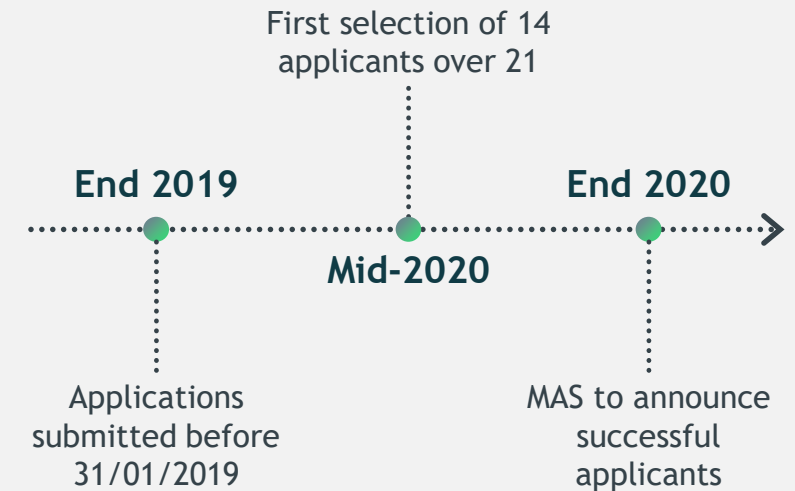 First selection of 14
applicants over 21
End 2019
End 2020
Mid-2020
Applications
submitted before
31/01/2019
MAS to announce
successful
applicants